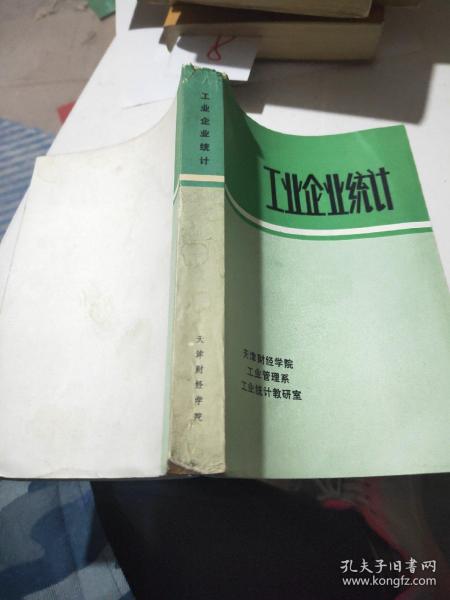 8
工业企业统计
工业企业统计
天津财经学院
工业管理系
工业统计教研室
天津财经学院
孔夫子旧书网
www.kongfz.com